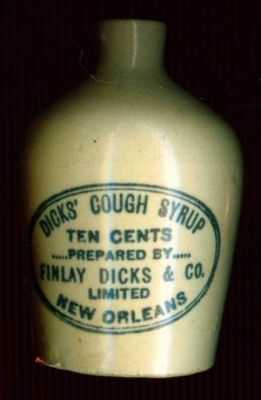 DICKS' COUGH SYRUP
TEN CENTS
.....PREPARED BY.....
FINLAY DICKS & CO.
LIMITED
NEW ORLEANS